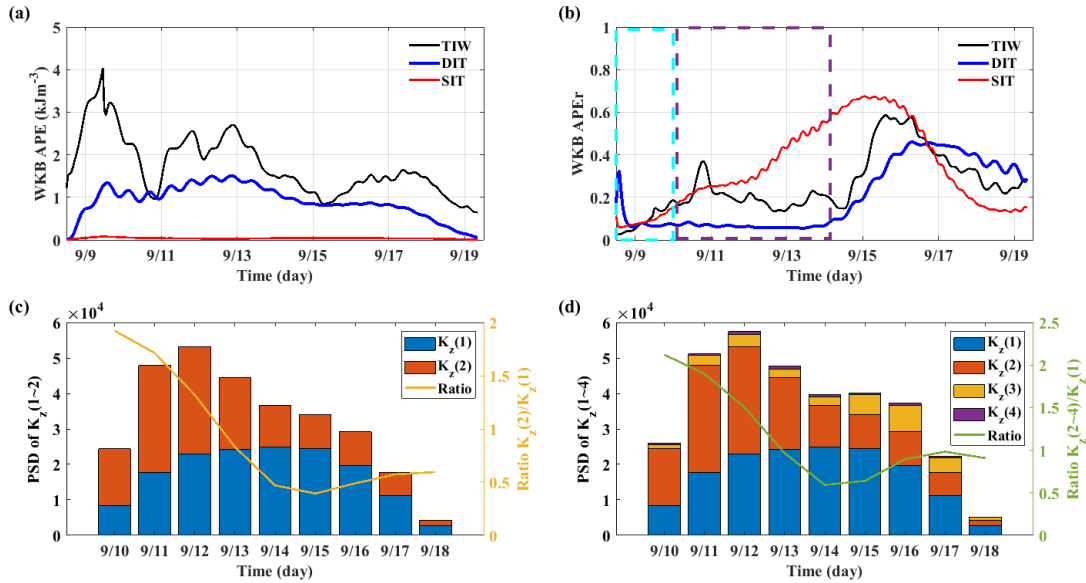 (a)
WKB APE (kJm⁻³)
5
4
3
2
1
0
TIW
DIT
SIT
9/9
9/11
9/13
9/15
9/17
9/19
Time (day)
(b)
WKB APEr
1
0.8
0.6
0.4
0.2
0
TIW
DIT
SIT
9/9
9/11
9/13
9/15
9/17
9/19
Time (day)
(c)
×10⁴
PSD of K_z(1~2)
6
5
4
3
2
1
0
K_z(1)
K_z(2)
Ratio
2
1.5
1
0.5
0
Ratio K_z(2)/K_z(1)
9/10
9/11
9/12
9/13
9/14
9/15
9/16
9/17
9/18
Time (day)
(d)
×10⁴
PSD of K_z(1~4)
6
5
4
3
2
1
0
K_z(1)
K_z(2)
K_z(3)
K_z(4)
Ratio
2.5
2
1.5
1
0.5
0
Ratio K_z(2~4)/K_z(1)
9/10
9/11
9/12
9/13
9/14
9/15
9/16
9/17
9/18
Time (day)